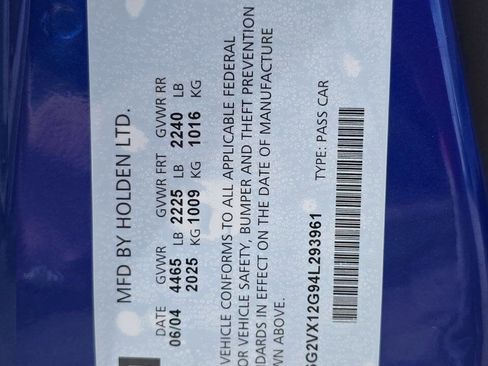 MFD BY HOLDEN LTD.
DATE GVWR GVWR FRT GVWR RR
06/04 4465 LB 2225 LB 2240 LB
2025 KG 1009 KG 1016 KG
VEHICLE CONFORMS TO ALL APPLICABLE FEDERAL
OR VEHICLE SAFETY, BUMPER AND THEFT PREVENTION
DARDS IN EFFECT ON THE DATE OF MANUFACTURE
WN ABOVE.
G2VX12G94L293961 TYPE: PASS CAR